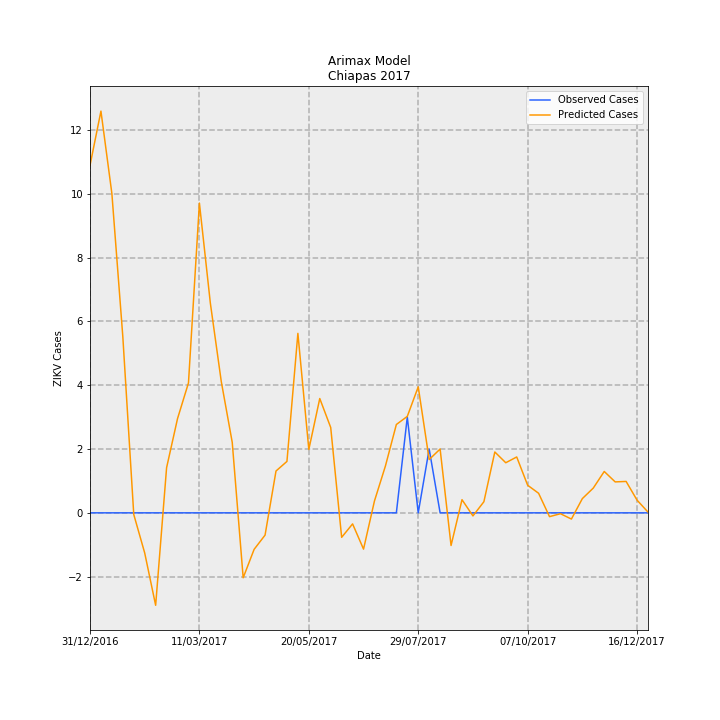 Arimax Model
Chiapas 2017
Observed Cases
Predicted Cases
12
10
8
6
4
2
0
−2
ZIKV Cases
31/12/2016 11/03/2017 20/05/2017 29/07/2017 07/10/2017 16/12/2017
Date